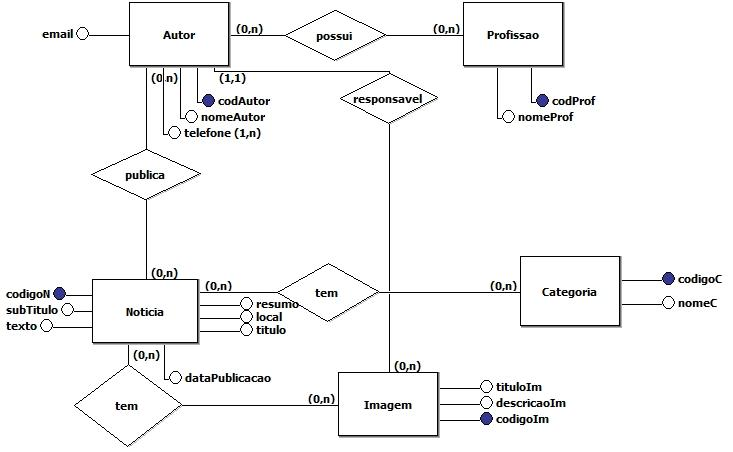 email
Autor
(0,n)
possui
(0,n)
Profissao
(0,n)
(1,1)
codAutor
nomeAutor
telefone (1,n)
responsavel
codProf
nomeProf
publica
(0,n)
(0,n)
tem
(0,n)
Categoria
codigoC
nomeC
codigoN
subTitulo
texto
Noticia
resumo
local
titulo
(0,n)
dataPublicacao
tem
(0,n)
(0,n)
Imagem
tituloIm
descricaoIm
codigoIm